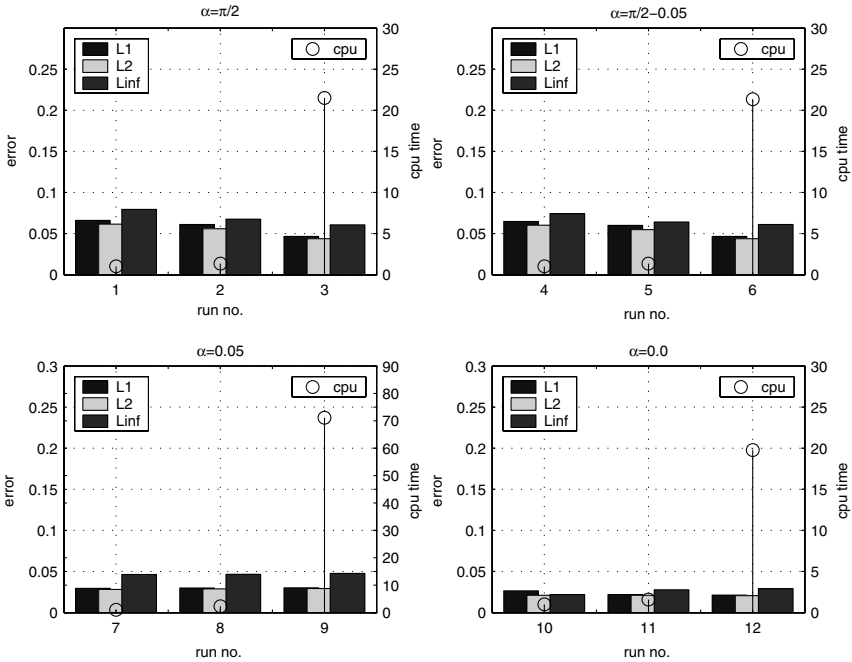 α=π/2
0.25
0.2
0.15
0.1
0.05
0
error
L1
L2
Linf
cpu
30
25
20
15
10
5
0
cpu time
1 2 3
run no.
α=π/2−0.05
0.25
0.2
0.15
0.1
0.05
0
error
L1
L2
Linf
cpu
30
25
20
15
10
5
0
cpu time
4 5 6
run no.
α=0.05
0.3
0.25
0.2
0.15
0.1
0.05
0
error
L1
L2
Linf
cpu
90
80
70
60
50
40
30
20
10
0
cpu time
7 8 9
run no.
α=0.0
0.3
0.25
0.2
0.15
0.1
0.05
0
error
L1
L2
Linf
cpu
30
25
20
15
10
5
0
cpu time
10 11 12
run no.